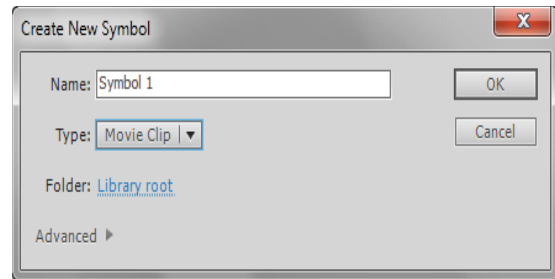 Create New Symbol
Name: Symbol 1 OK
Type: Movie Clip Cancel
Folder: Library root
Advanced